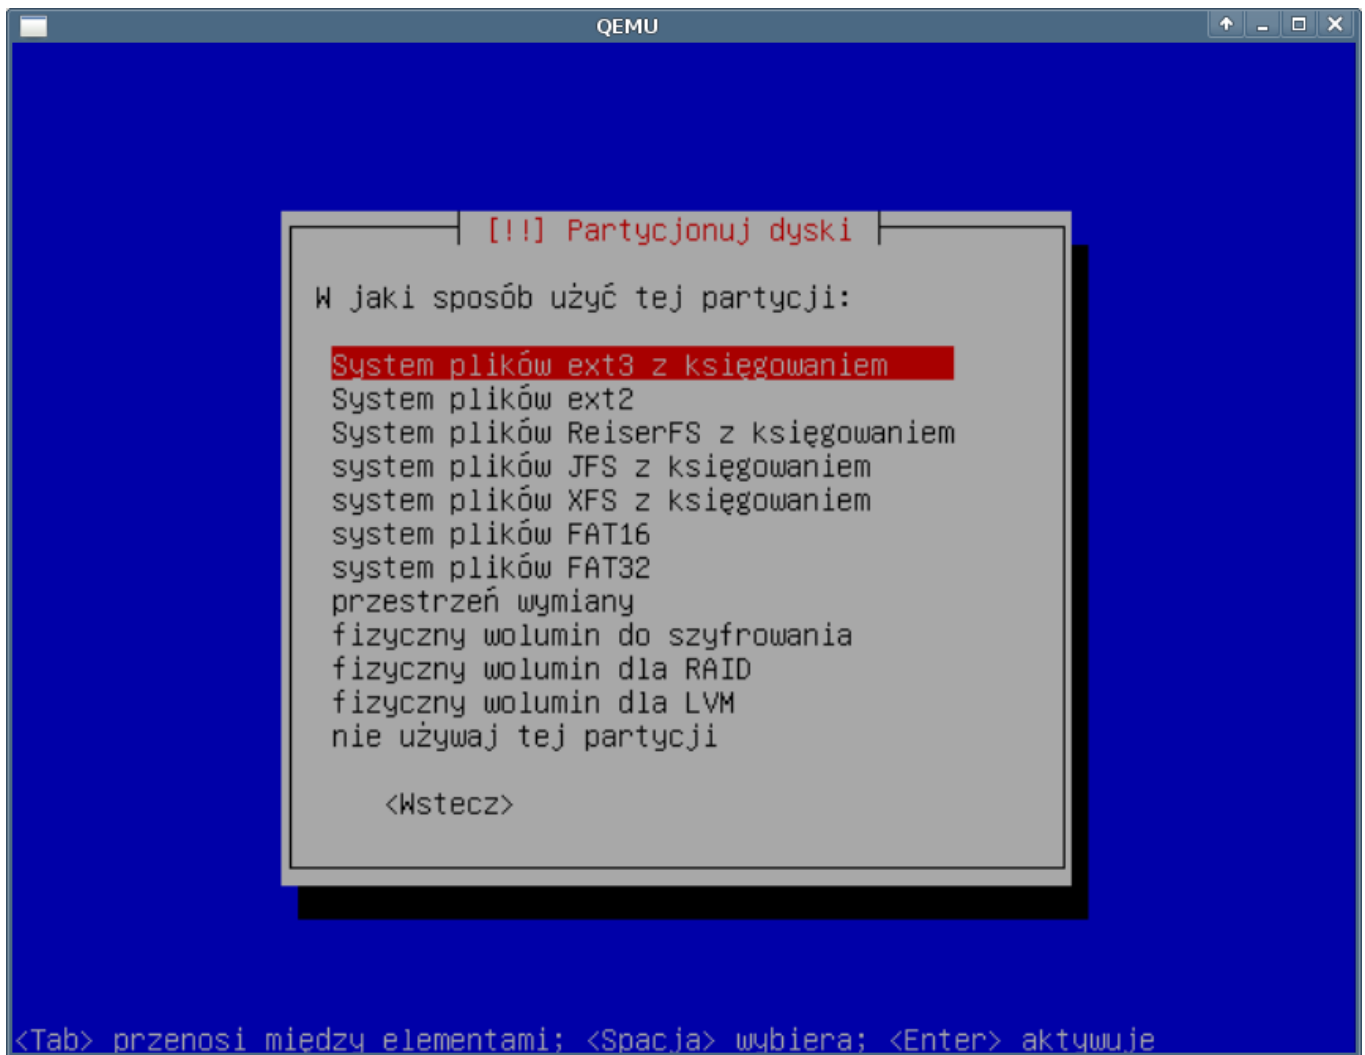 QEMU
[!!] Partycjonuj dyski
W jaki sposób użyć tej partycji:
System plików ext3 z księgowaniem
System plików ext2
System plików ReiserFS z księgowaniem
system plików JFS z księgowaniem
system plików XFS z księgowaniem
system plików FAT16
system plików FAT32
przestrzeń wymiany
fizyczny wolumin do szyfrowania
fizyczny wolumin dla RAID
fizyczny wolumin dla LVM
nie używaj tej partycji
<Wstecz>
<Tab> przenosi między elementami; <Spacja> wybiera; <Enter> aktywuje